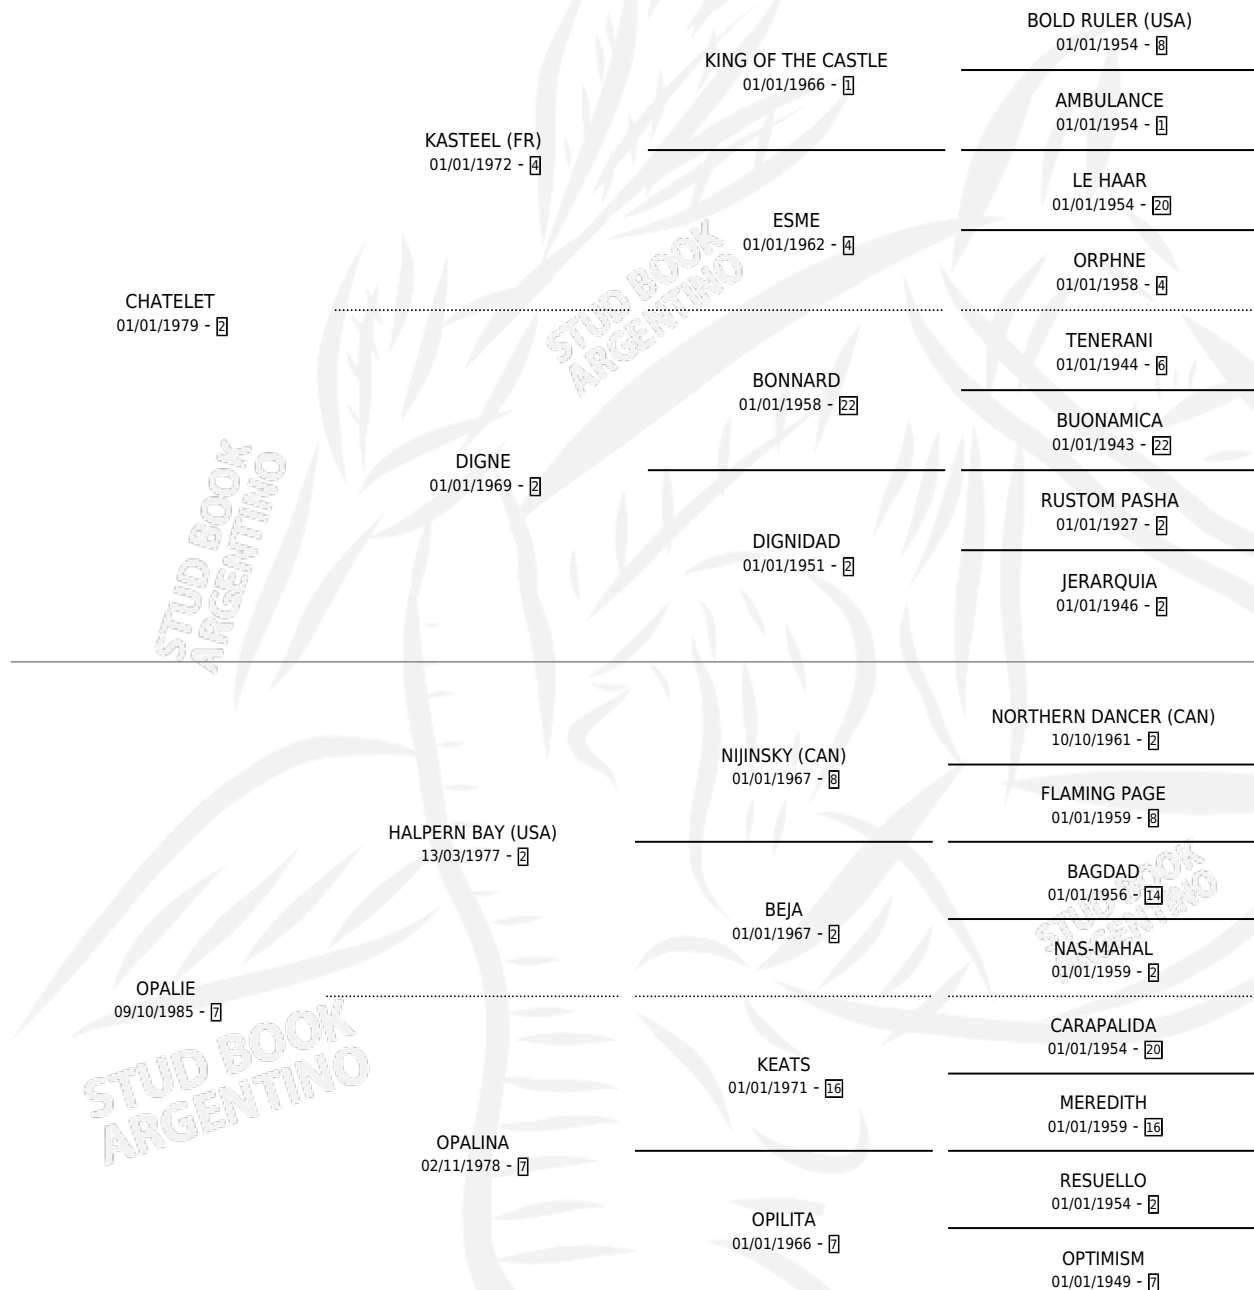 BOLD RULER (USA)
01/01/1954 - 8
KING OF THE CASTLE
01/01/1966 - 1
AMBULANCE
01/01/1954 - 1
KASTEEL (FR)
01/01/1972 - 4
LE HAAR
01/01/1954 - 20
ESME
01/01/1962 - 4
ORPHNE
01/01/1958 - 4
CHATELET
01/01/1979 - 2
TENERANI
01/01/1944 - 6
BONNARD
01/01/1958 - 22
BUONAMICA
01/01/1943 - 22
DIGNE
01/01/1969 - 2
RUSTOM PASHA
01/01/1927 - 2
DIGNIDAD
01/01/1951 - 2
JERARQUIA
01/01/1946 - 2
NORTHERN DANCER (CAN)
10/10/1961 - 2
NIJINSKY (CAN)
01/01/1967 - 8
FLAMING PAGE
01/01/1959 - 8
HALPERN BAY (USA)
13/03/1977 - 2
BAGDAD
01/01/1956 - 14
BEJA
01/01/1967 - 2
NAS-MAHAL
01/01/1959 - 2
OPALIE
09/10/1985 - 7
CARAPALIDA
01/01/1954 - 20
KEATS
01/01/1971 - 16
MEREDITH
01/01/1959 - 16
OPALINA
02/11/1978 - 7
RESUELLO
01/01/1954 - 2
OPILITA
01/01/1966 - 7
OPTIMISM
01/01/1949 - 7
STUD BOOK
ARGENTINO
STUD BOOK
ARGENTINO
STUD BOOK
ARGENTINO
STUD BOOK
ARGENTINO